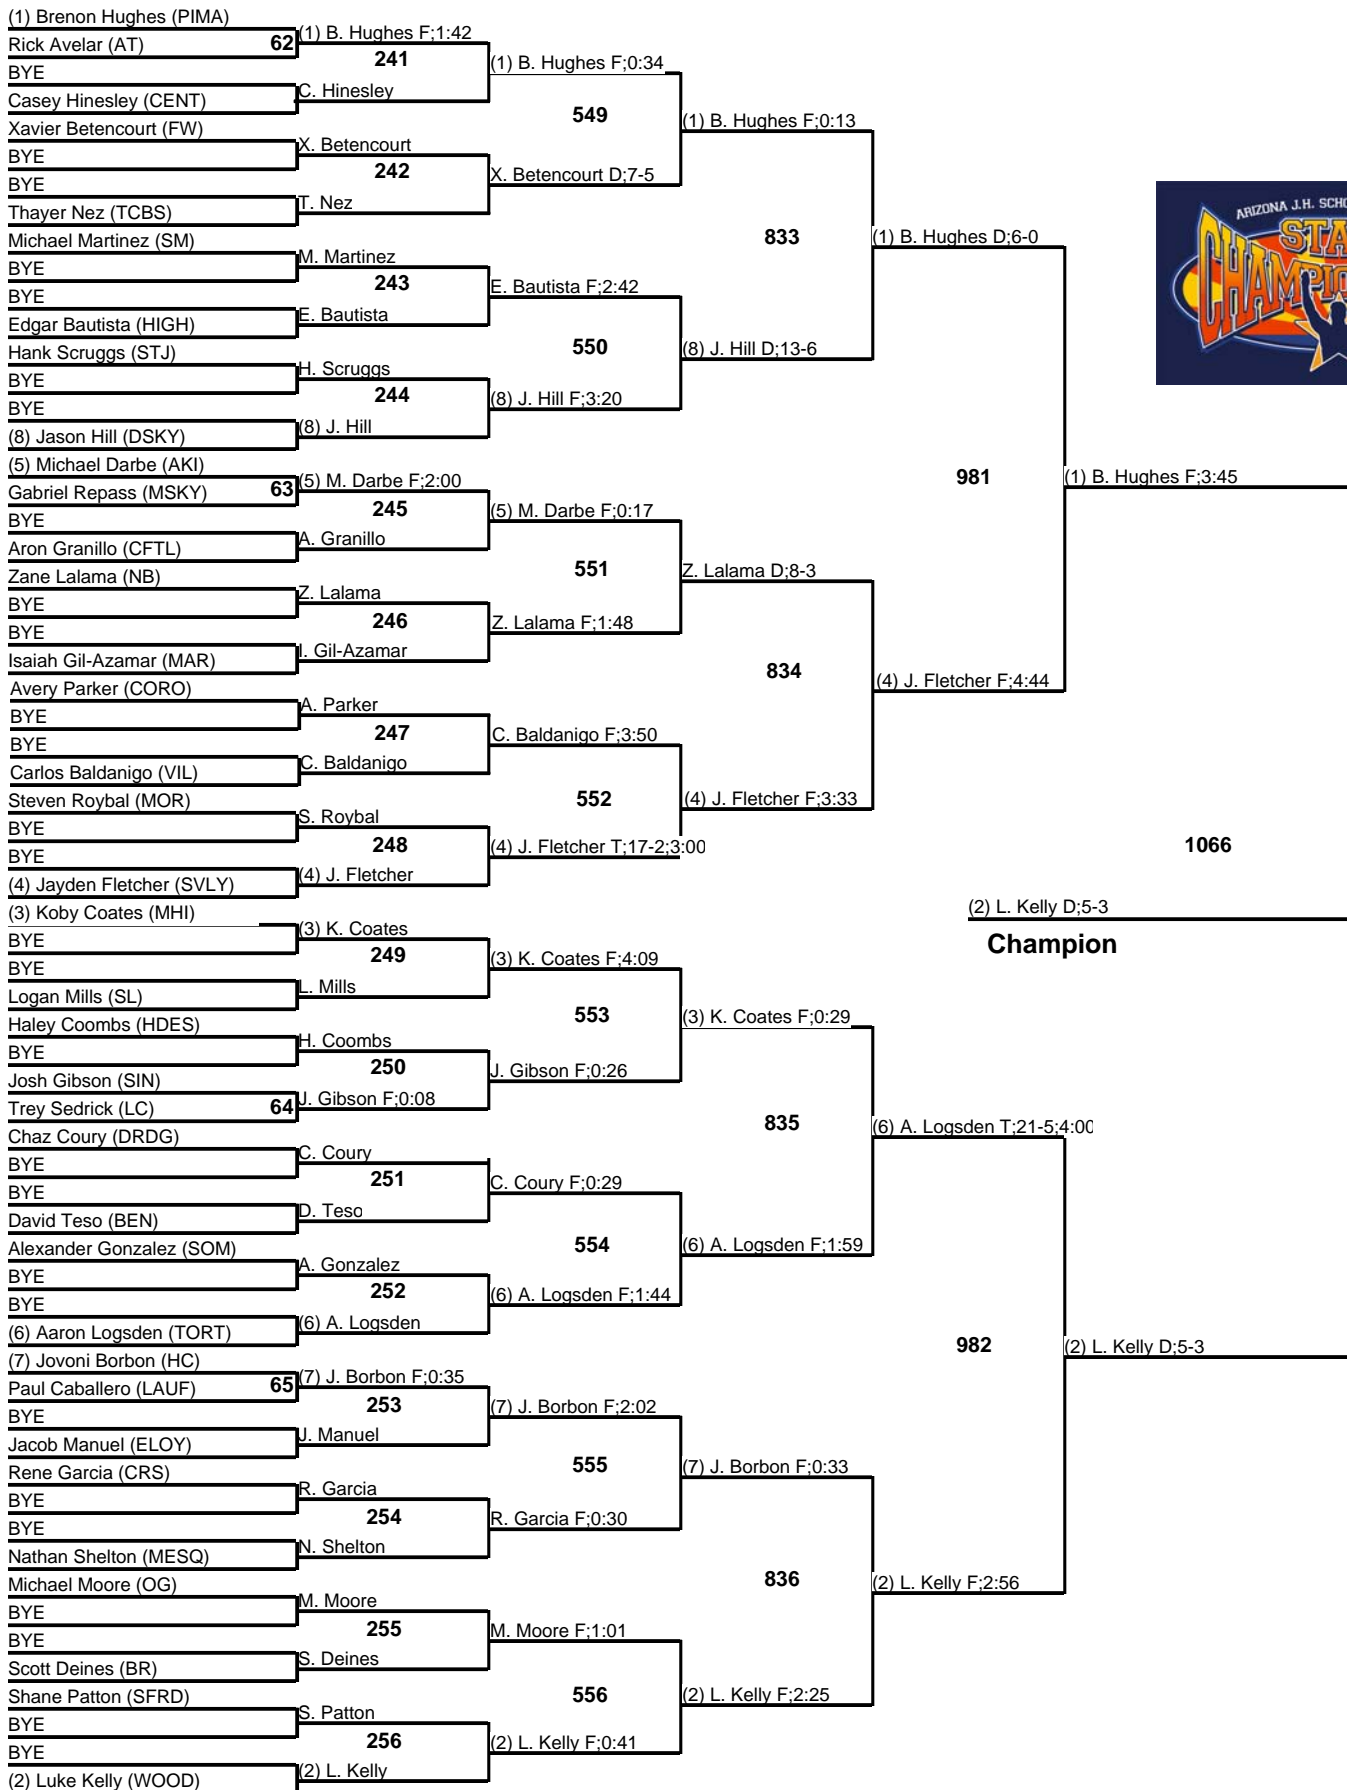 (1) Brenon Hughes (PIMA)
Rick Avelar (AT)
BYE
Casey Hinesley (CENT)
Xavier Betencourt (FW)
BYE
BYE
Thayer Nez (TCBS)
Michael Martinez (SM)
BYE
BYE
Edgar Bautista (HIGH)
Hank Scruggs (STJ)
BYE
BYE
(8) Jason Hill (DSKY)
(5) Michael Darbe (AKI)
Gabriel Repass (MSKY)
BYE
Aron Granillo (CFTL)
Zane Lalama (NB)
BYE
BYE
Isaiah Gil-Azamar (MAR)
Avery Parker (CORO)
BYE
BYE
Carlos Baldanigo (VIL)
Steven Roybal (MOR)
BYE
BYE
(4) Jayden Fletcher (SVLY)
(3) Koby Coates (MHI)
BYE
BYE
Logan Mills (SL)
Haley Coombs (HDES)
BYE
Josh Gibson (SIN)
Trey Sedrick (LC)
Chaz Coury (DRDG)
BYE
BYE
David Teso (BEN)
Alexander Gonzalez (SOM)
BYE
BYE
(6) Aaron Logsden (TORT)
(7) Jovoni Borbon (HC)
Paul Caballero (LAUF)
BYE
Jacob Manuel (ELOY)
Rene Garcia (CRS)
BYE
BYE
Nathan Shelton (MESQ)
Michael Moore (OG)
BYE
BYE
Scott Deines (BR)
Shane Patton (SFRD)
BYE
BYE
(2) Luke Kelly (WOOD)
62
63
64
65
(1) B. Hughes F;1:42
241
C. Hinesley
X. Betencourt
242
T. Nez
M. Martinez
243
E. Bautista
H. Scruggs
244
(8) J. Hill
(5) M. Darbe F;2:00
245
A. Granillo
Z. Lalama
246
I. Gil-Azamar
A. Parker
247
C. Baldanigo
S. Roybal
248
(4) J. Fletcher
(3) K. Coates
249
L. Mills
H. Coombs
250
J. Gibson F;0:08
C. Coury
251
D. Teso
A. Gonzalez
252
(6) A. Logsden
(7) J. Borbon F;0:35
253
J. Manuel
R. Garcia
254
N. Shelton
M. Moore
255
S. Deines
S. Patton
256
(2) L. Kelly
(1) B. Hughes F;0:34
549
X. Betencourt D;7-5
E. Bautista F;2:42
550
(8) J. Hill F;3:20
(5) M. Darbe F;0:17
551
Z. Lalama F;1:48
C. Baldanigo F;3:50
552
(4) J. Fletcher T;17-2;3:00
(3) K. Coates F;4:09
553
J. Gibson F;0:26
C. Coury F;0:29
554
(6) A. Logsden F;1:44
(7) J. Borbon F;2:02
555
R. Garcia F;0:30
M. Moore F;1:01
556
(2) L. Kelly F;0:41
(1) B. Hughes F;0:13
833
(8) J. Hill D;13-6
Z. Lalama D;8-3
834
(4) J. Fletcher F;3:33
(3) K. Coates F;0:29
835
(6) A. Logsden F;1:59
(7) J. Borbon F;0:33
836
(2) L. Kelly F;2:25
(1) B. Hughes D;6-0
981
(4) J. Fletcher F;4:44
(6) A. Logsden T;21-5;4:00
982
(2) L. Kelly F;2:56
(1) B. Hughes F;3:45
1066
(2) L. Kelly D;5-3
(2) L. Kelly D;5-3
Champion
ARIZONA J.H.